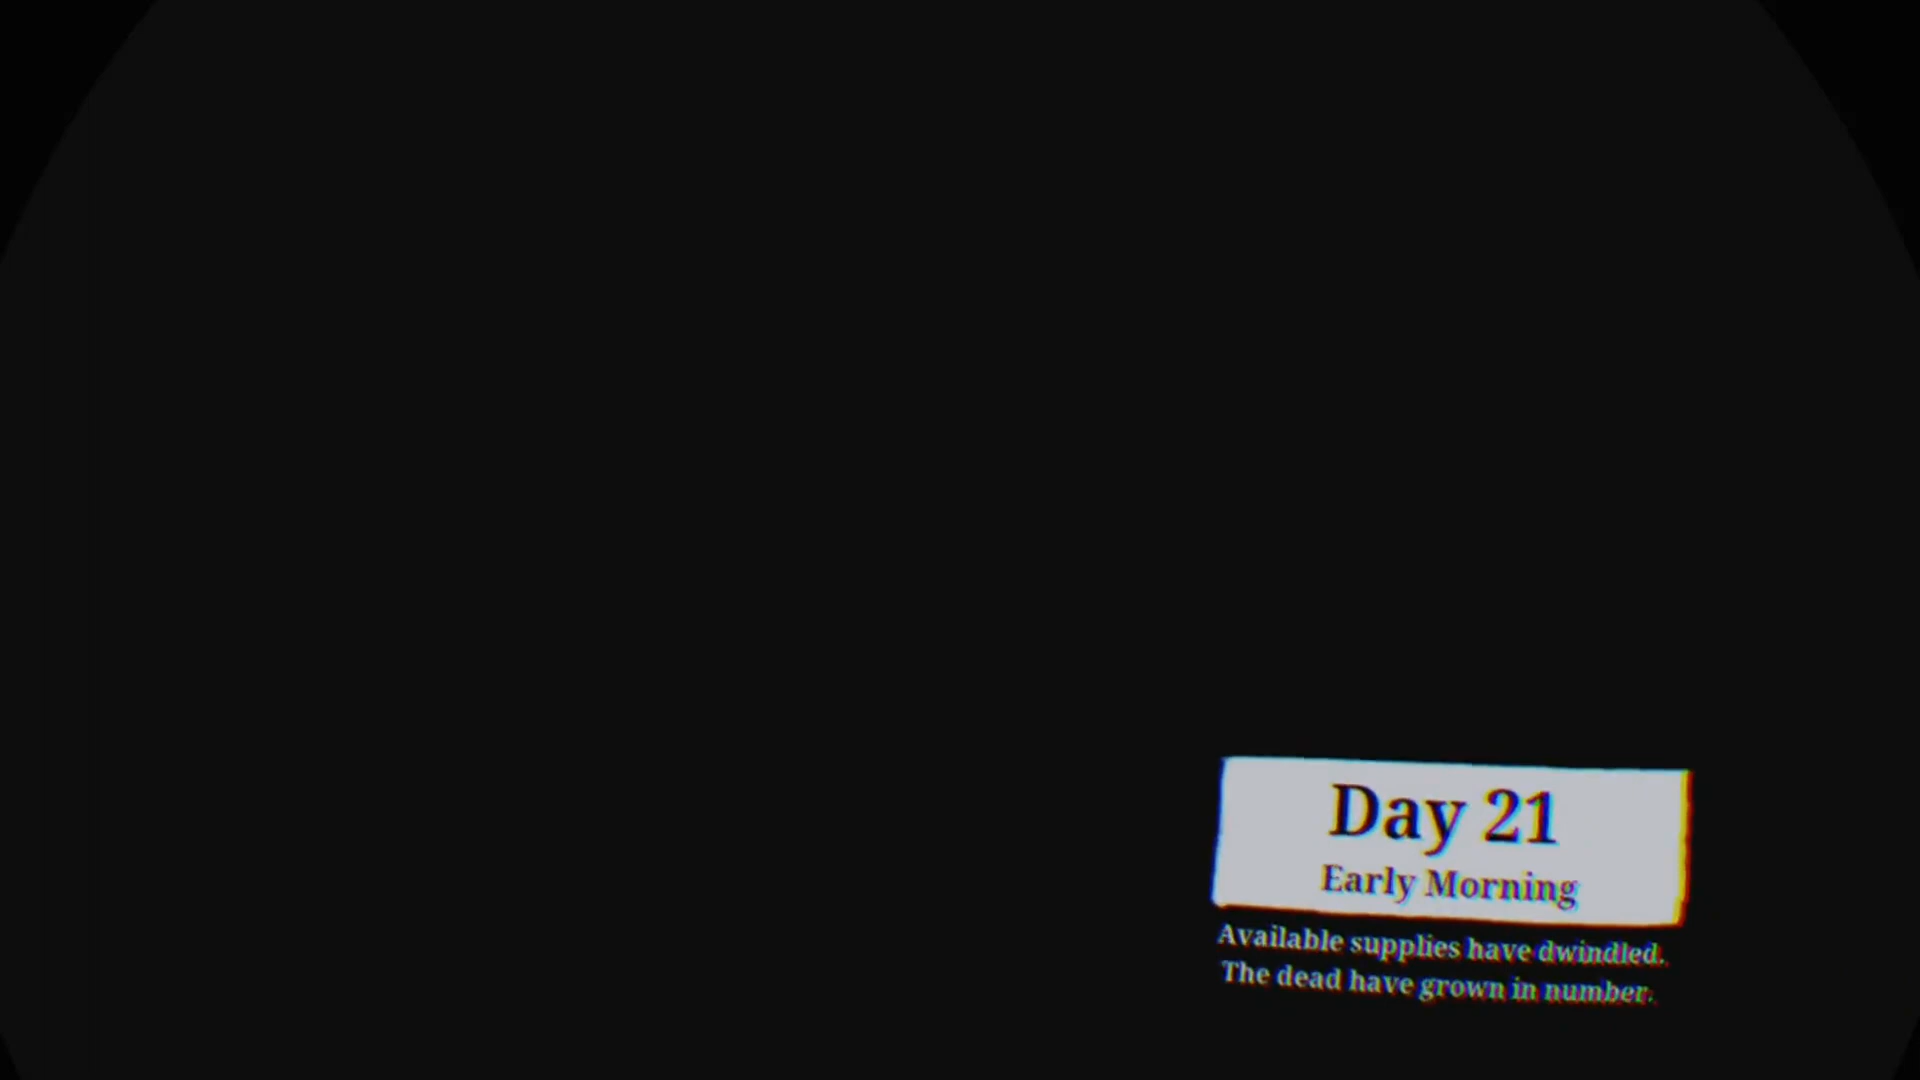 Day 21
Early Morning
Available supplies have dwindled.
The dead have grown in number.